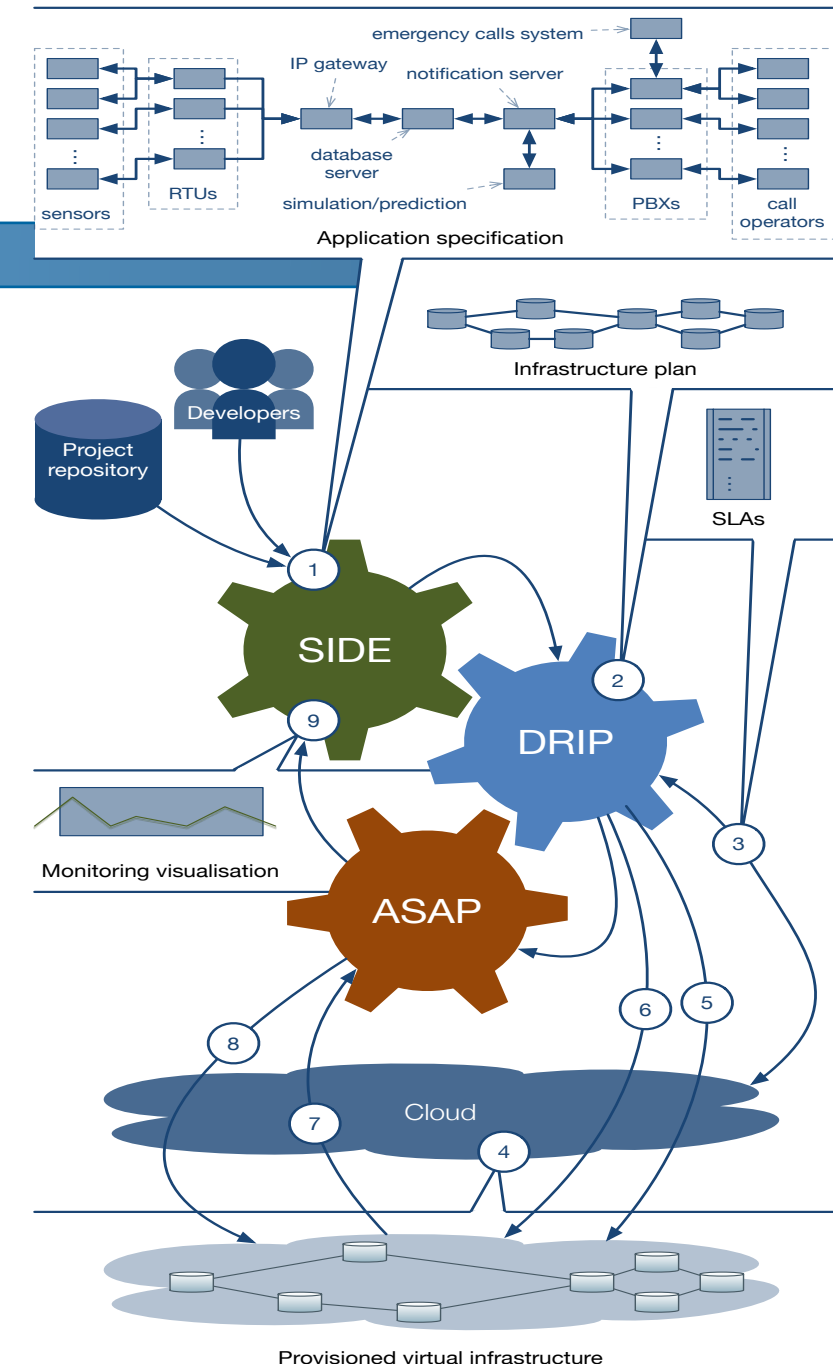 emergency calls system
IP gateway
notification server
database
server
simulation/prediction
sensors
RTUs
PBXs
call
operators
⋮
⋮
⋮
⋮
Application specification
Infrastructure plan
Developers
Project
repository
⋮
SLAs
1
SIDE
2
9
DRIP
3
Monitoring visualisation
ASAP
6
5
8
Cloud
7
4
Provisioned virtual infrastructure